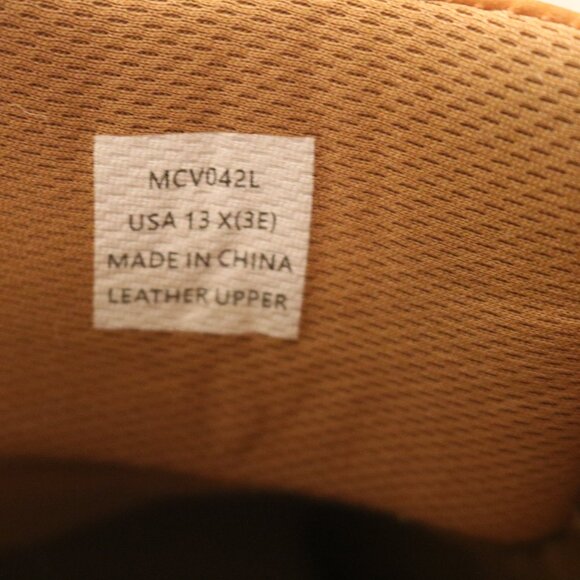 MCV042L
USA 13 X(3E)
MADE IN CHINA
LEATHER UPPER